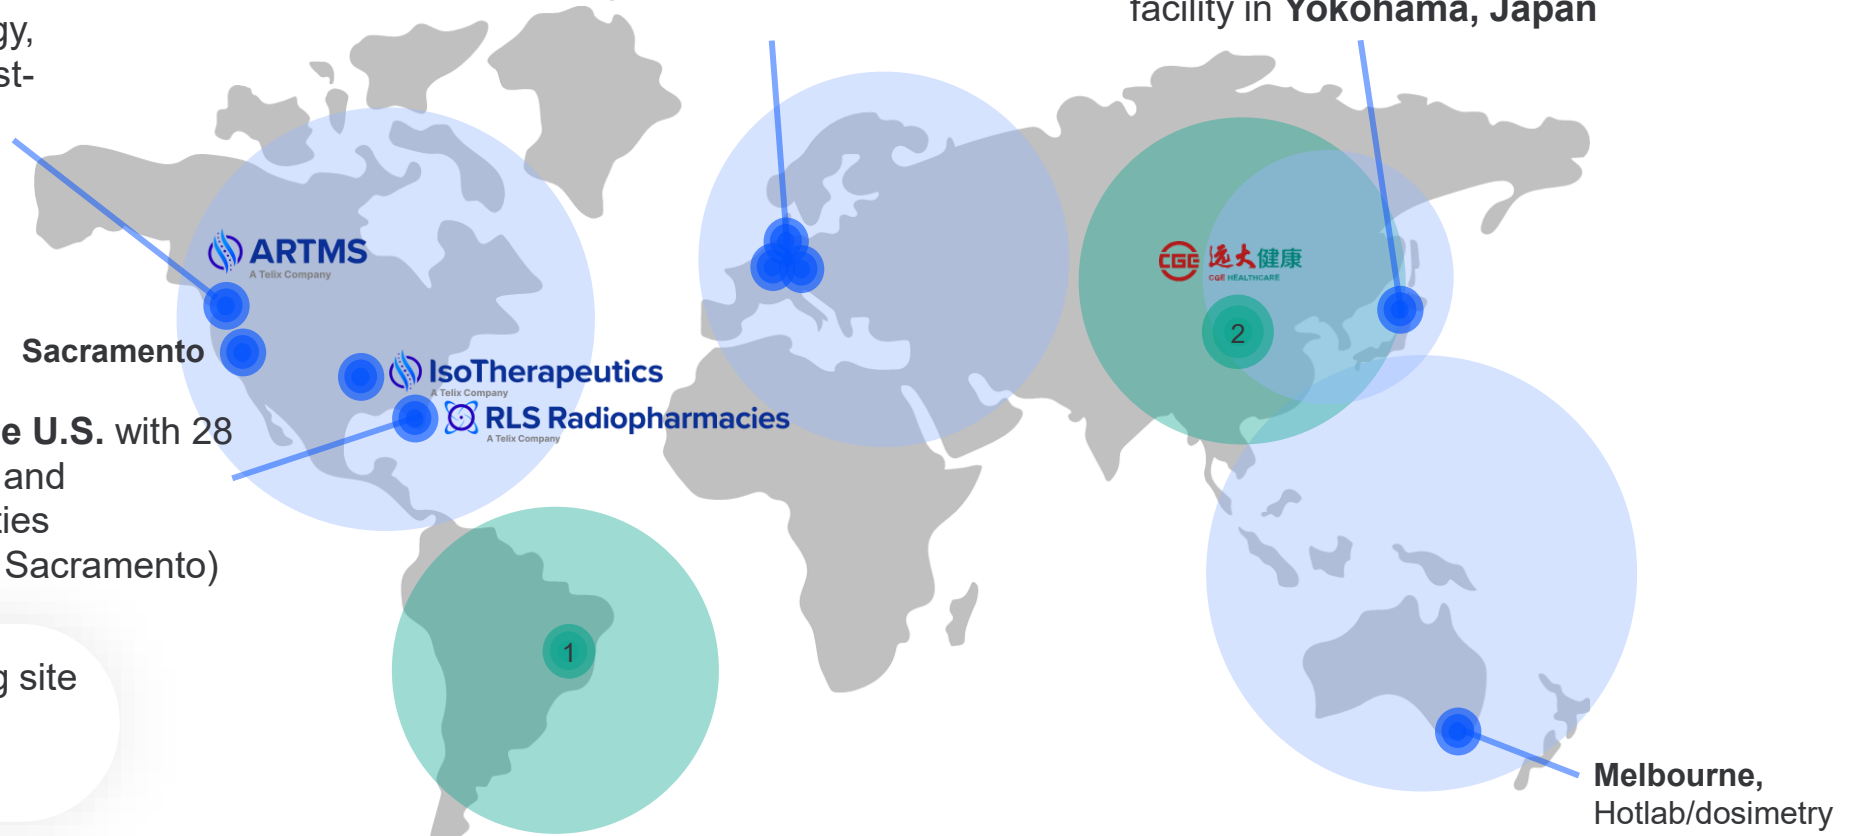 gy,
st-
facility in Yokohama, Japan
ARTMS
A Telix Company
CGE 远大健康
CGE HEALTHCARE
2
Sacramento
IsoTherapeutics
A Telix Company
RLS Radiopharmacies
A Telix Company
e U.S. with 28
and
ties
Sacramento)
1
g site
Melbourne,
Hotlab/dosimetry